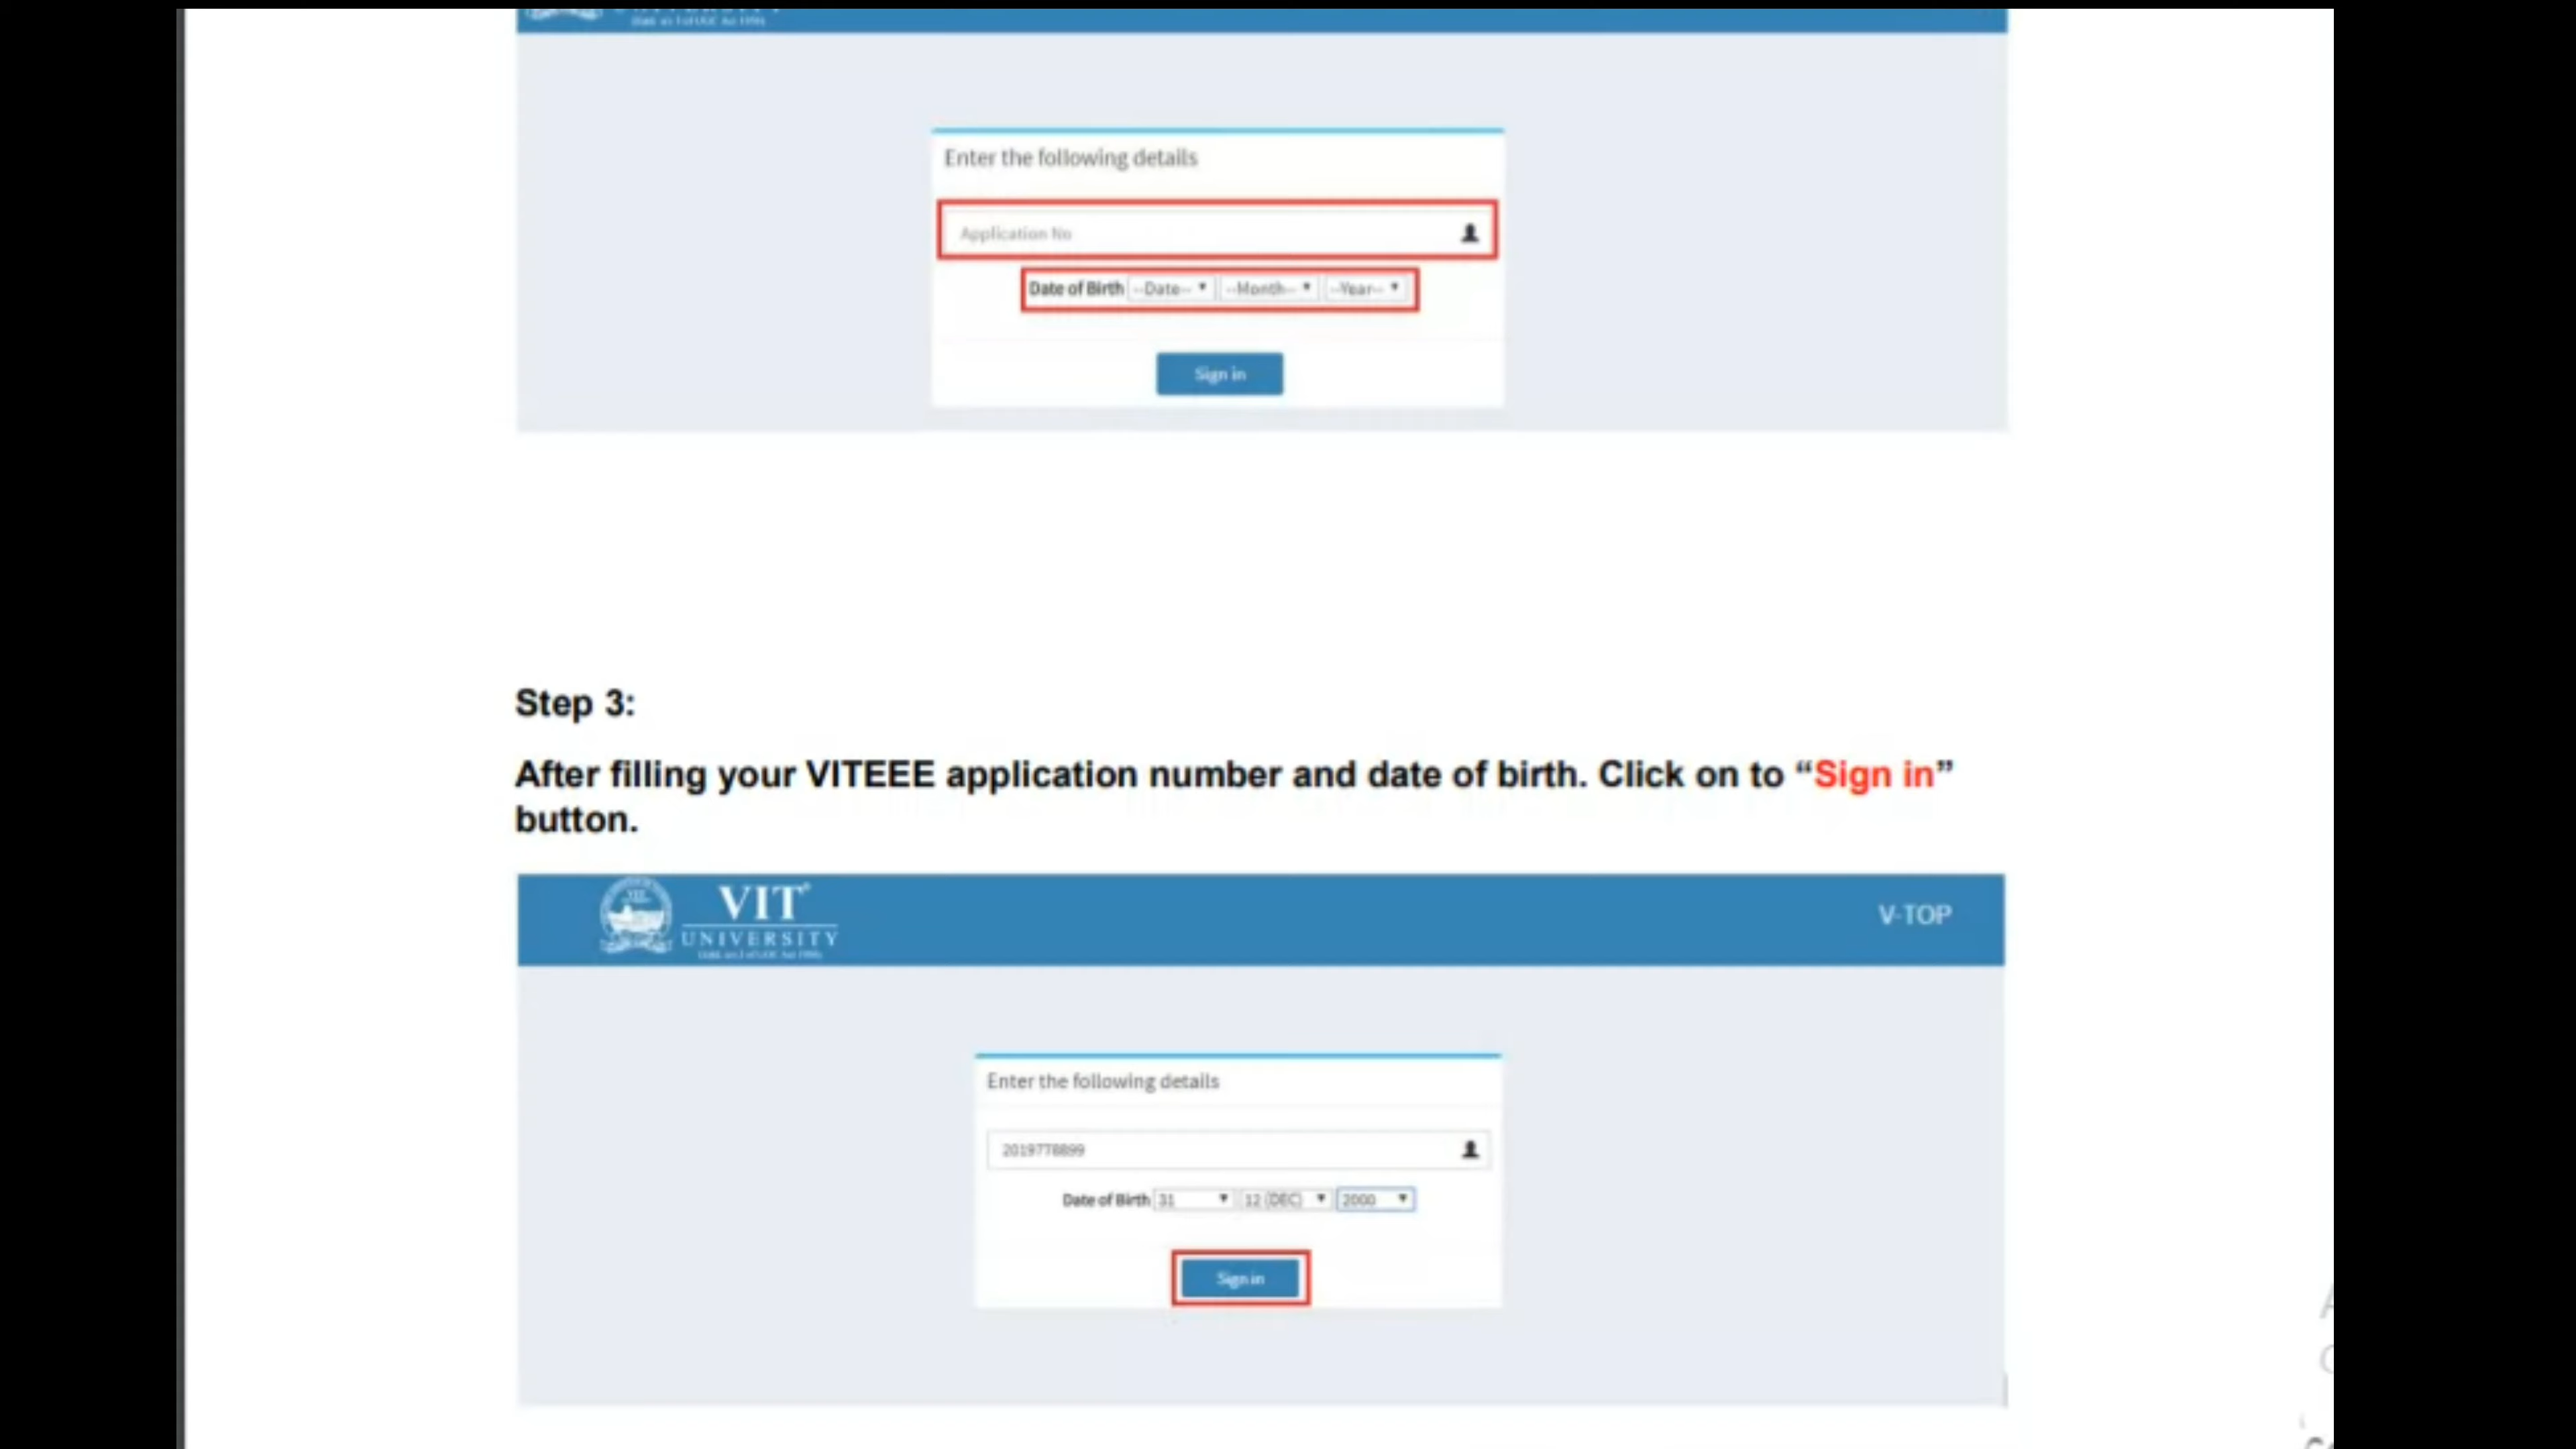 Enter the following details
Application No
Date of Birth --Date-- --Month-- --Year--
Sign in
Step 3:
After filling your VITEEE application number and date of birth. Click on to “Sign in”
button.
VIT
UNIVERSITY
V-TOP
Enter the following details
2019778899
Date of Birth 31 12 (DEC) 2000
Sign in